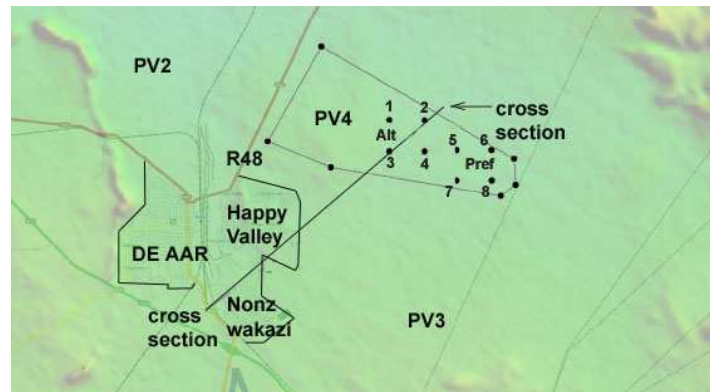 PV2
PV4
1
2
cross
section
Alt
5
6
3
4
Pref
R48
7
8
Happy
Valley
DE AAR
cross
section
Nonz
wakazi
PV3